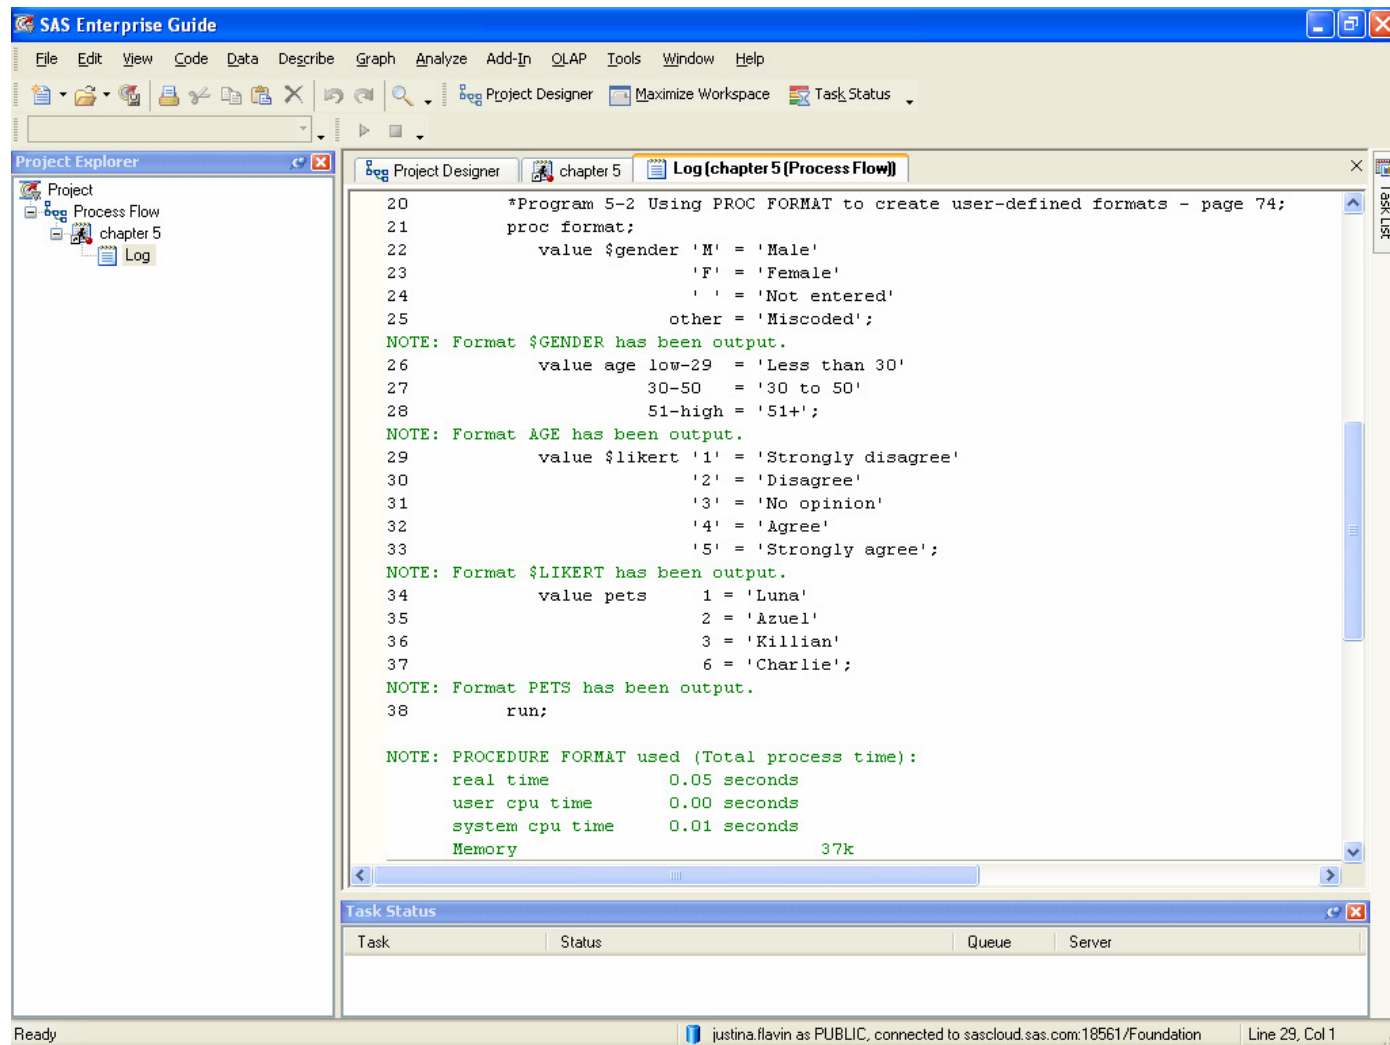 SAS Enterprise Guide
File Edit View Code Data Describe Graph Analyze Add-In OLAP Tools Window Help
Project Designer Maximize Workspace Task Status
Project Explorer
Project
Process Flow
chapter 5
Log
Project Designer chapter 5 Log (chapter 5 (Process Flow))
Task List
20 *Program 5-2 Using PROC FORMAT to create user-defined formats - page 74;
21 proc format;
22 value $gender 'M' = 'Male'
23 'F' = 'Female'
24 ' ' = 'Not entered'
25 other = 'Miscoded';
NOTE: Format $GENDER has been output.
26 value age low-29 = 'Less than 30'
27 30-50 = '30 to 50'
28 51-high = '51+';
NOTE: Format AGE has been output.
29 value $likert '1' = 'Strongly disagree'
30 '2' = 'Disagree'
31 '3' = 'No opinion'
32 '4' = 'Agree'
33 '5' = 'Strongly agree';
NOTE: Format $LIKERT has been output.
34 value pets 1 = 'Luna'
35 2 = 'Azuel'
36 3 = 'Killian'
37 6 = 'Charlie';
NOTE: Format PETS has been output.
38 run;
NOTE: PROCEDURE FORMAT used (Total process time):
real time 0.05 seconds
user cpu time 0.00 seconds
system cpu time 0.01 seconds
Memory 37k
Task Status
Task Status Queue Server
Ready justina.flavin as PUBLIC, connected to sascloud.sas.com:18561/Foundation Line 29, Col 1